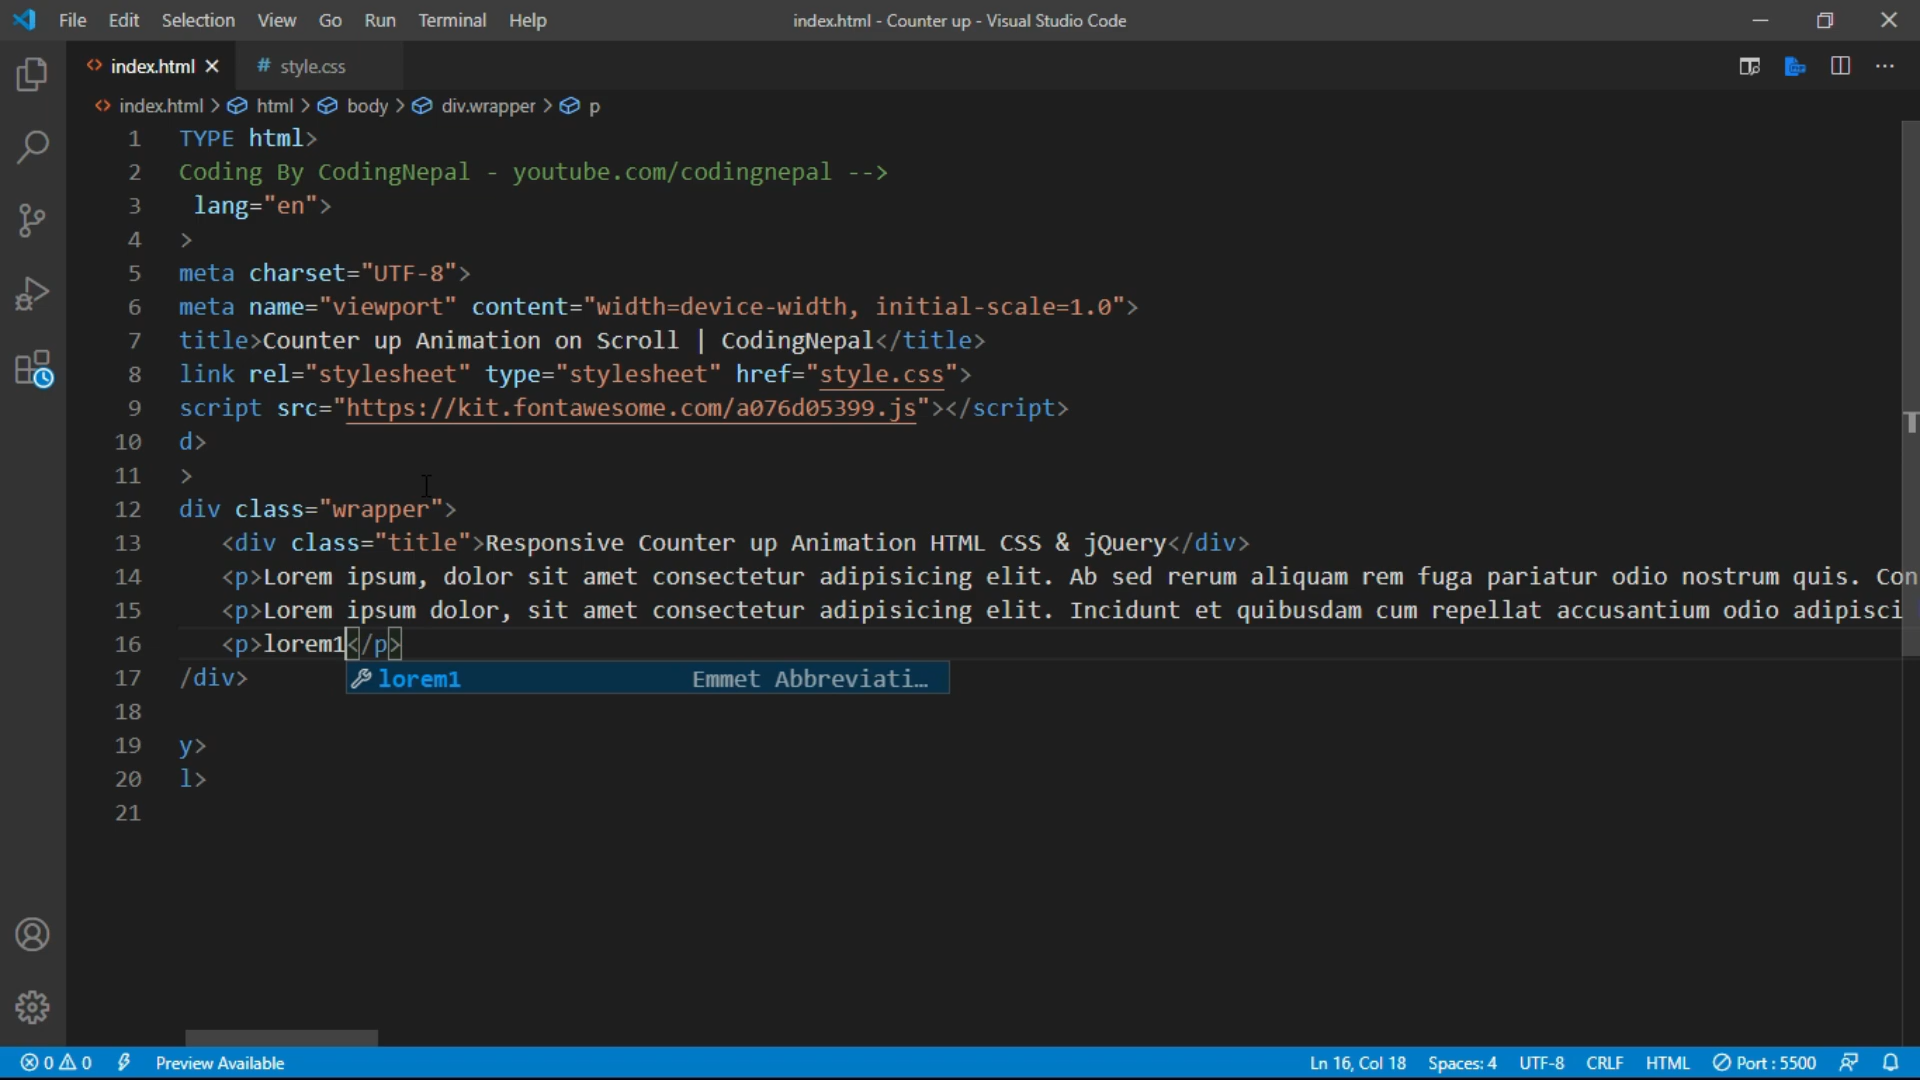 File Edit Selection View Go Run Terminal Help index.html - Counter up - Visual Studio Code
index.html # style.css
index.html > html > body > div.wrapper > p
1 TYPE html>
2 Coding By CodingNepal - youtube.com/codingnepal -->
3 lang="en">
4 >
5 meta charset="UTF-8">
6 meta name="viewport" content="width=device-width, initial-scale=1.0">
7 title>Counter up Animation on Scroll | CodingNepal</title>
8 link rel="stylesheet" type="stylesheet" href="style.css">
9 script src="https://kit.fontawesome.com/a076d05399.js"></script>
10 d>
11 >
12 div class="wrapper">
13 <div class="title">Responsive Counter up Animation HTML CSS & jQuery</div>
14 <p>Lorem ipsum, dolor sit amet consectetur adipisicing elit. Ab sed rerum aliquam rem fuga pariatur odio nostrum quis. Con
15 <p>Lorem ipsum dolor, sit amet consectetur adipisicing elit. Incidunt et quibusdam cum repellat accusantium odio adipisci
16 <p>lorem1</p>
17 /div>
lorem1 Emmet Abbreviati…
18
19 y>
20 l>
21
0 0 Preview Available Ln 16, Col 18 Spaces: 4 UTF-8 CRLF HTML Port : 5500